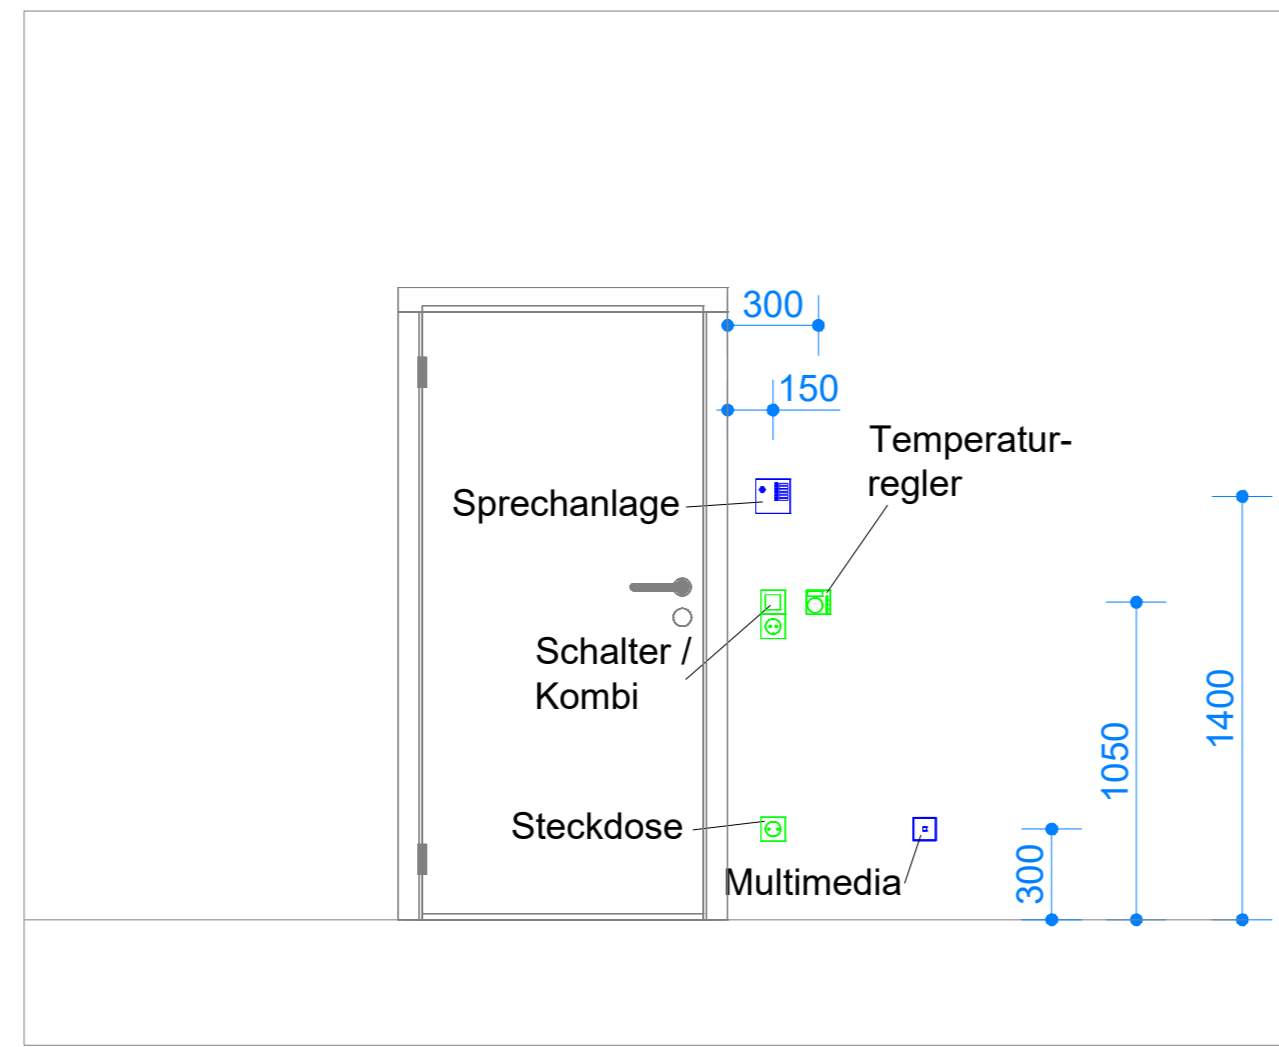 300
150
Temperatur-
regler
Sprechanlage
Schalter /
Kombi
1400
1050
Steckdose
Multimedia
300